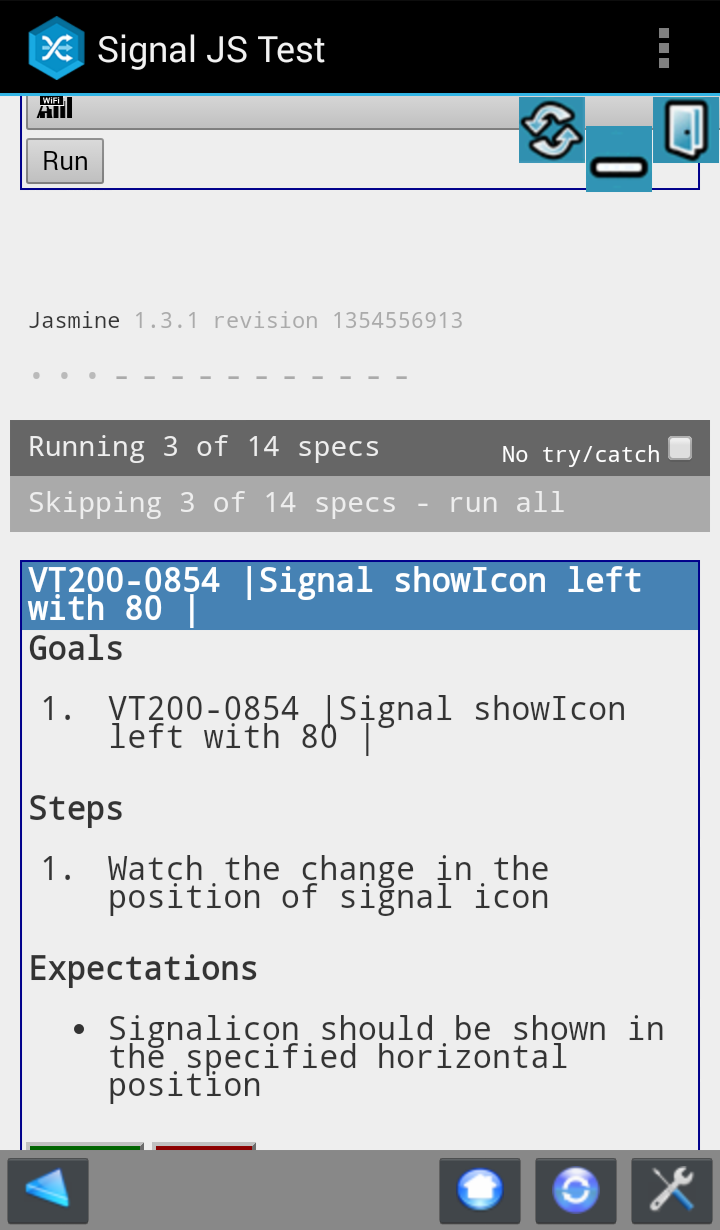 Signal JS Test
WiFi
Run
Jasmine 1.3.1 revision 1354556913
Running 3 of 14 specs
No try/catch
Skipping 3 of 14 specs - run all
VT200-0854 |Signal showIcon left
with 80 |
Goals
1. VT200-0854 |Signal showIcon
left with 80 |
Steps
1. Watch the change in the
position of signal icon
Expectations
• Signalicon should be shown in
the specified horizontal
position